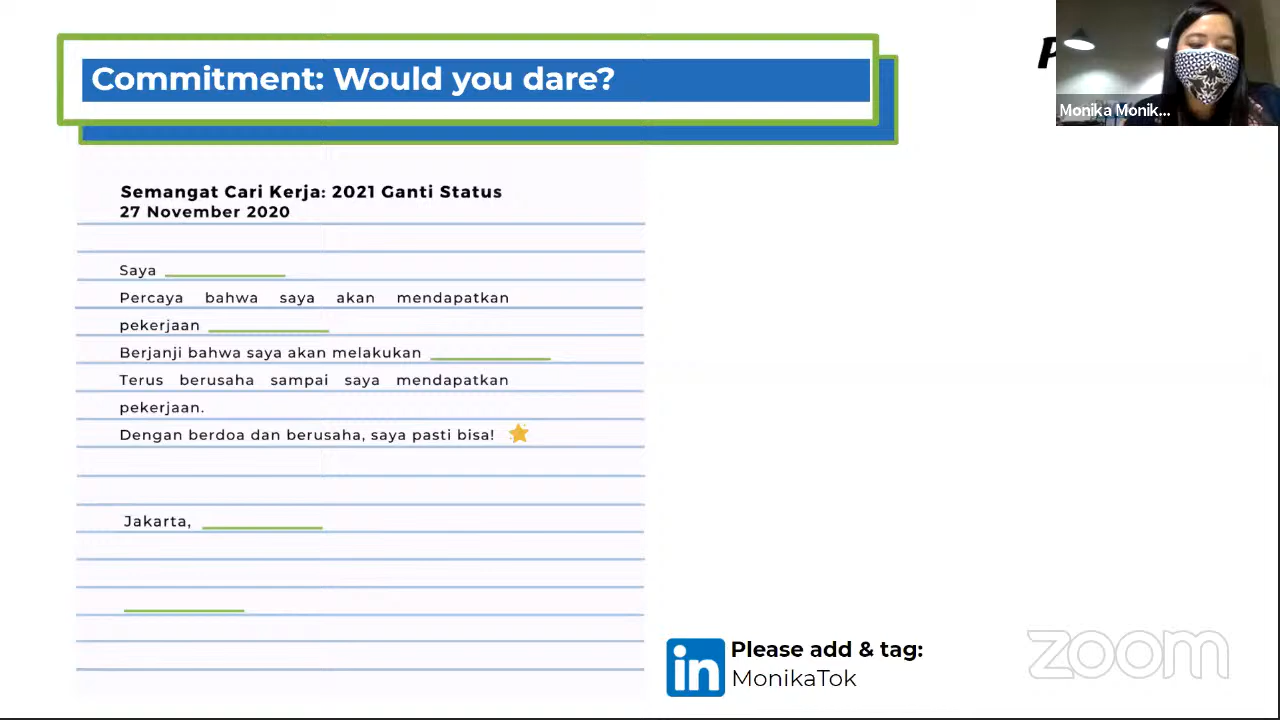 Commitment: Would you dare?
P
Monika Monik...
Semangat Cari Kerja: 2021 Ganti Status
27 November 2020
Saya
Percaya bahwa saya akan mendapatkan
pekerjaan
Berjanji bahwa saya akan melakukan
Terus berusaha sampai saya mendapatkan
pekerjaan.
Dengan berdoa dan berusaha, saya pasti bisa!
Jakarta,
in
Please add & tag:
MonikaTok
zoom